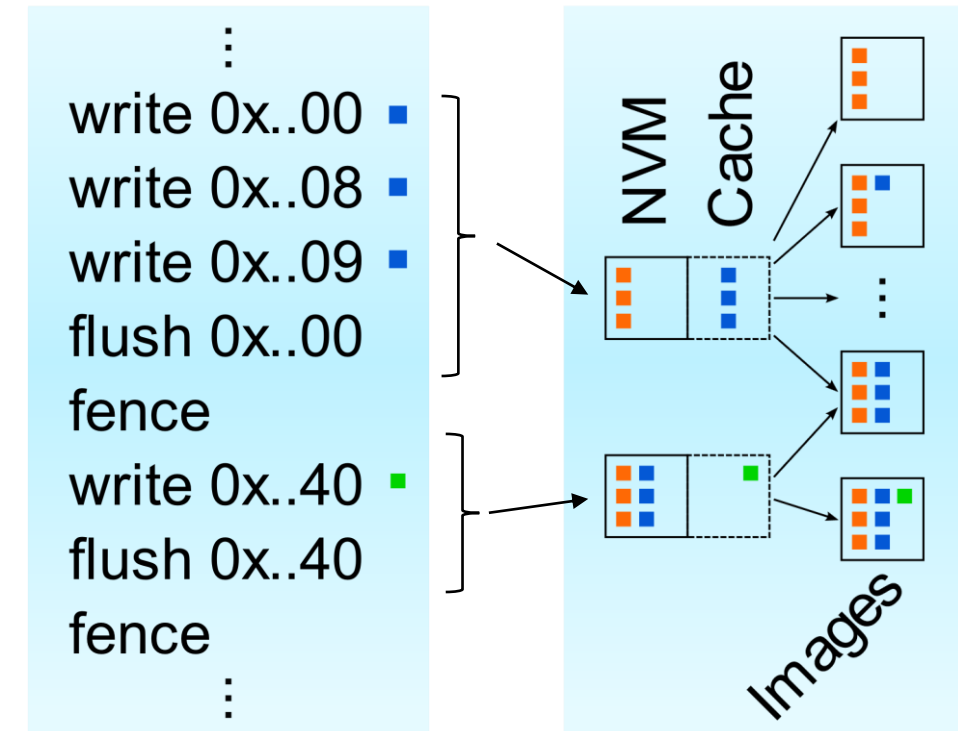 ⋮
write 0x..00
write 0x..08
write 0x..09
flush 0x..00
fence
write 0x..40
flush 0x..40
fence
⋮
NVM
Cache
⋮
Images